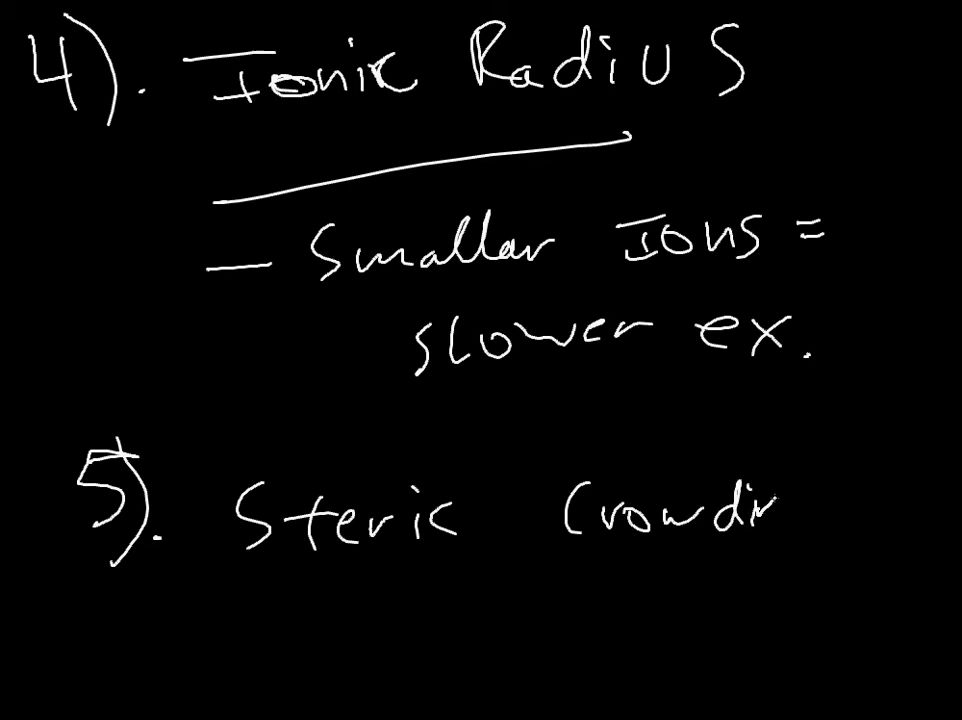 4). Ionic Radius
- Smaller Ions =
slower ex.
5). Steric Crowdin